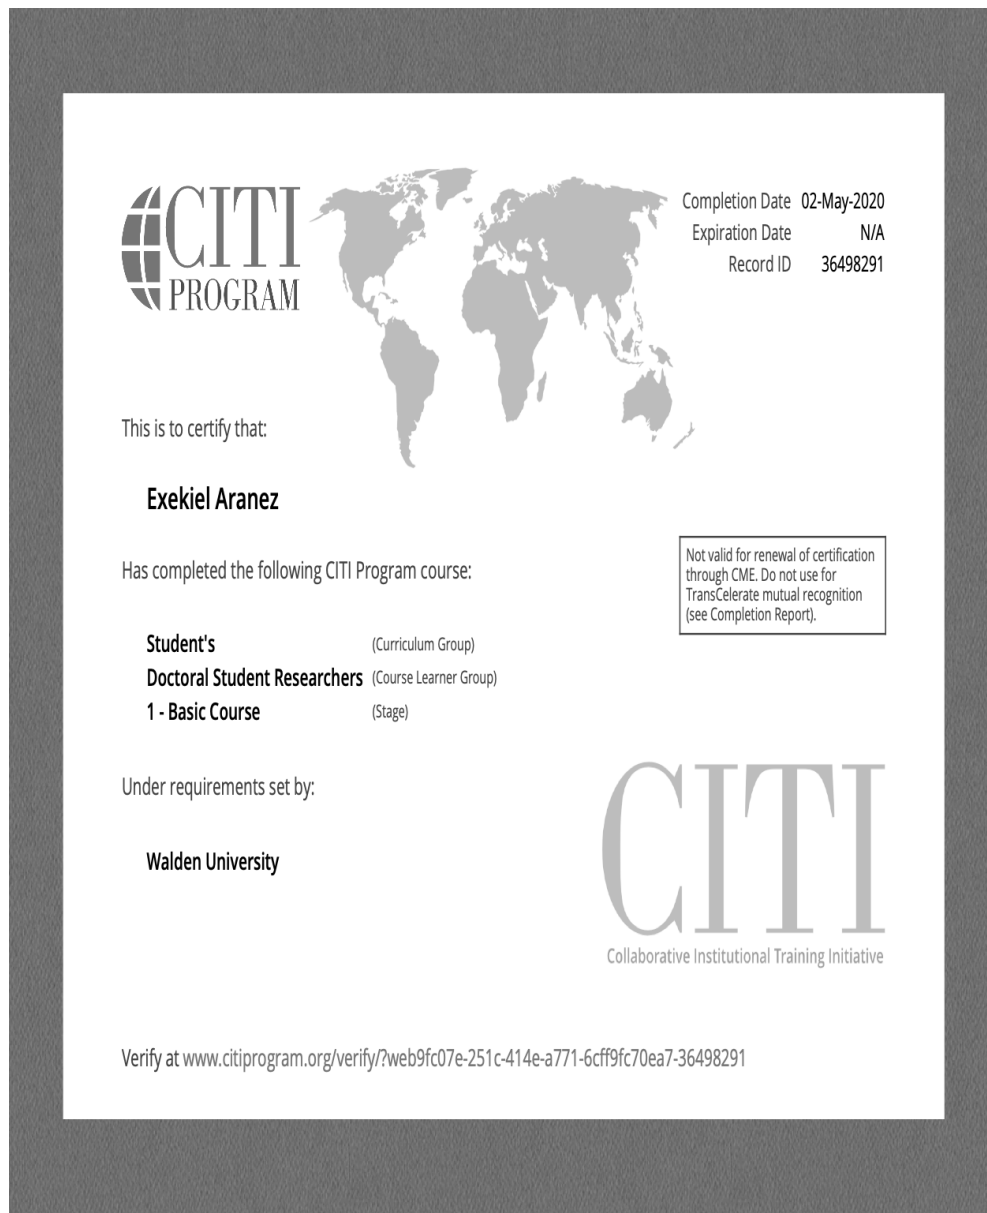 CITI
PROGRAM
Completion Date 02-May-2020
Expiration Date N/A
Record ID 36498291
This is to certify that:
Exekiel Aranez
Has completed the following CITI Program course:
Not valid for renewal of certification
through CME. Do not use for
TransCelerate mutual recognition
(see Completion Report).
Student's (Curriculum Group)
Doctoral Student Researchers (Course Learner Group)
1 - Basic Course (Stage)
Under requirements set by:
Walden University
CITI
Collaborative Institutional Training Initiative
Verify at www.citiprogram.org/verify/?web9fc07e-251c-414e-a771-6cff9fc70ea7-36498291